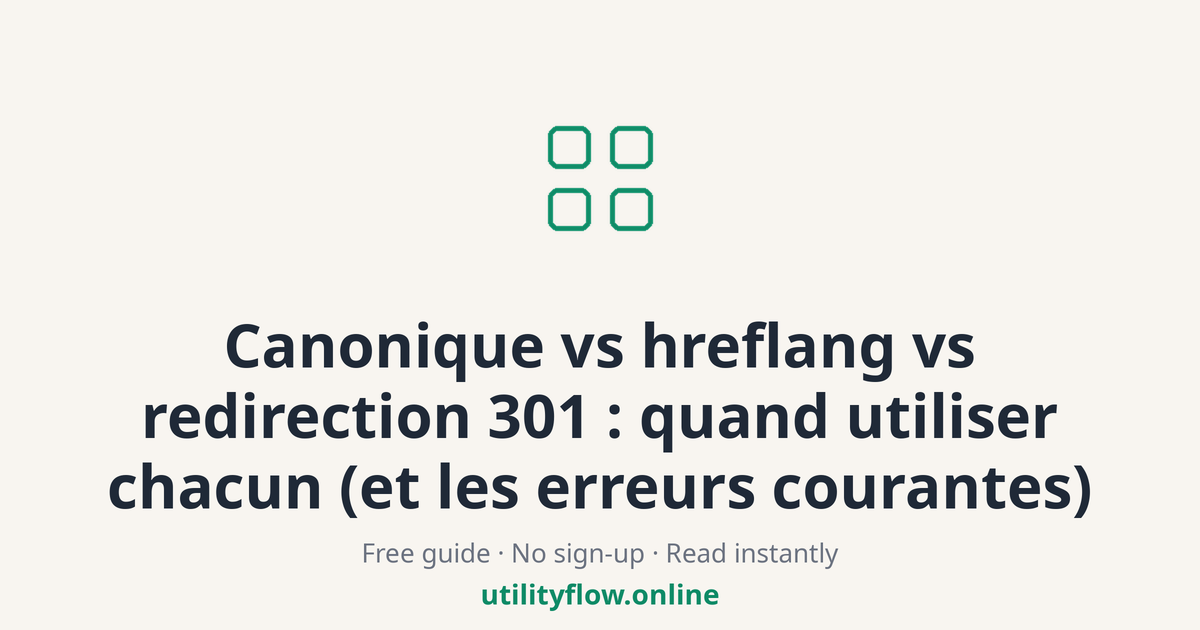 Canonique vs hreflang vs
redirection 301 : quand utiliser
chacun (et les erreurs courantes)
Free guide · No sign-up · Read instantly
utilityflow.online